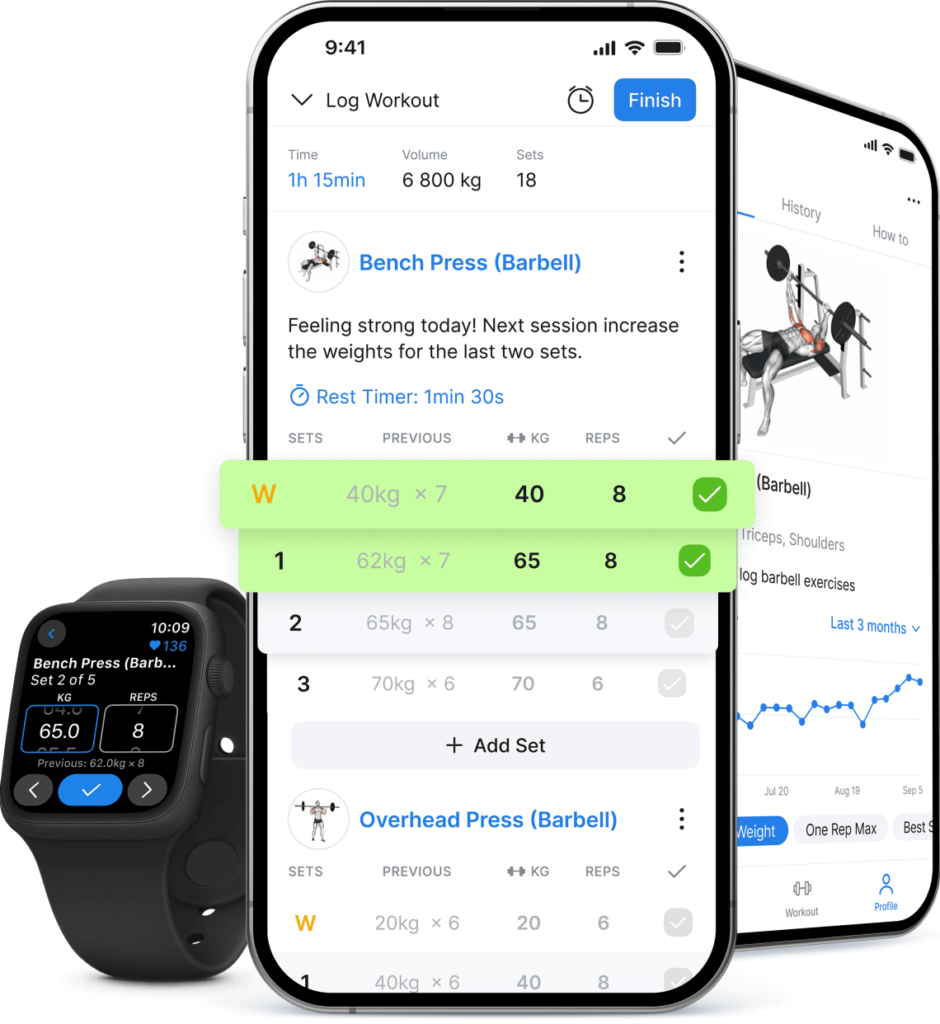 9:41
Log Workout
Finish
Time Volume Sets
1h 15min 6 800 kg 18
Bench Press (Barbell)
Feeling strong today! Next session increase
the weights for the last two sets.
Rest Timer: 1min 30s
SETS PREVIOUS KG REPS
W 40kg × 7 40 8
1 62kg × 7 65 8
2 65kg × 8 65 8
3 70kg × 6 70 6
+ Add Set
Overhead Press (Barbell)
SETS PREVIOUS KG REPS
W 20kg × 6 20 6
1 40kg × 6 40 8
10:09
136
Bench Press (Barb...
Set 2 of 5
KG REPS
65.0 8
Previous: 62.0kg × 8
History
How to
(Barbell)
Triceps, Shoulders
log barbell exercises
Last 3 months
Jul 20 Aug 19 Sep 5
Weight One Rep Max Best S
Workout Profile